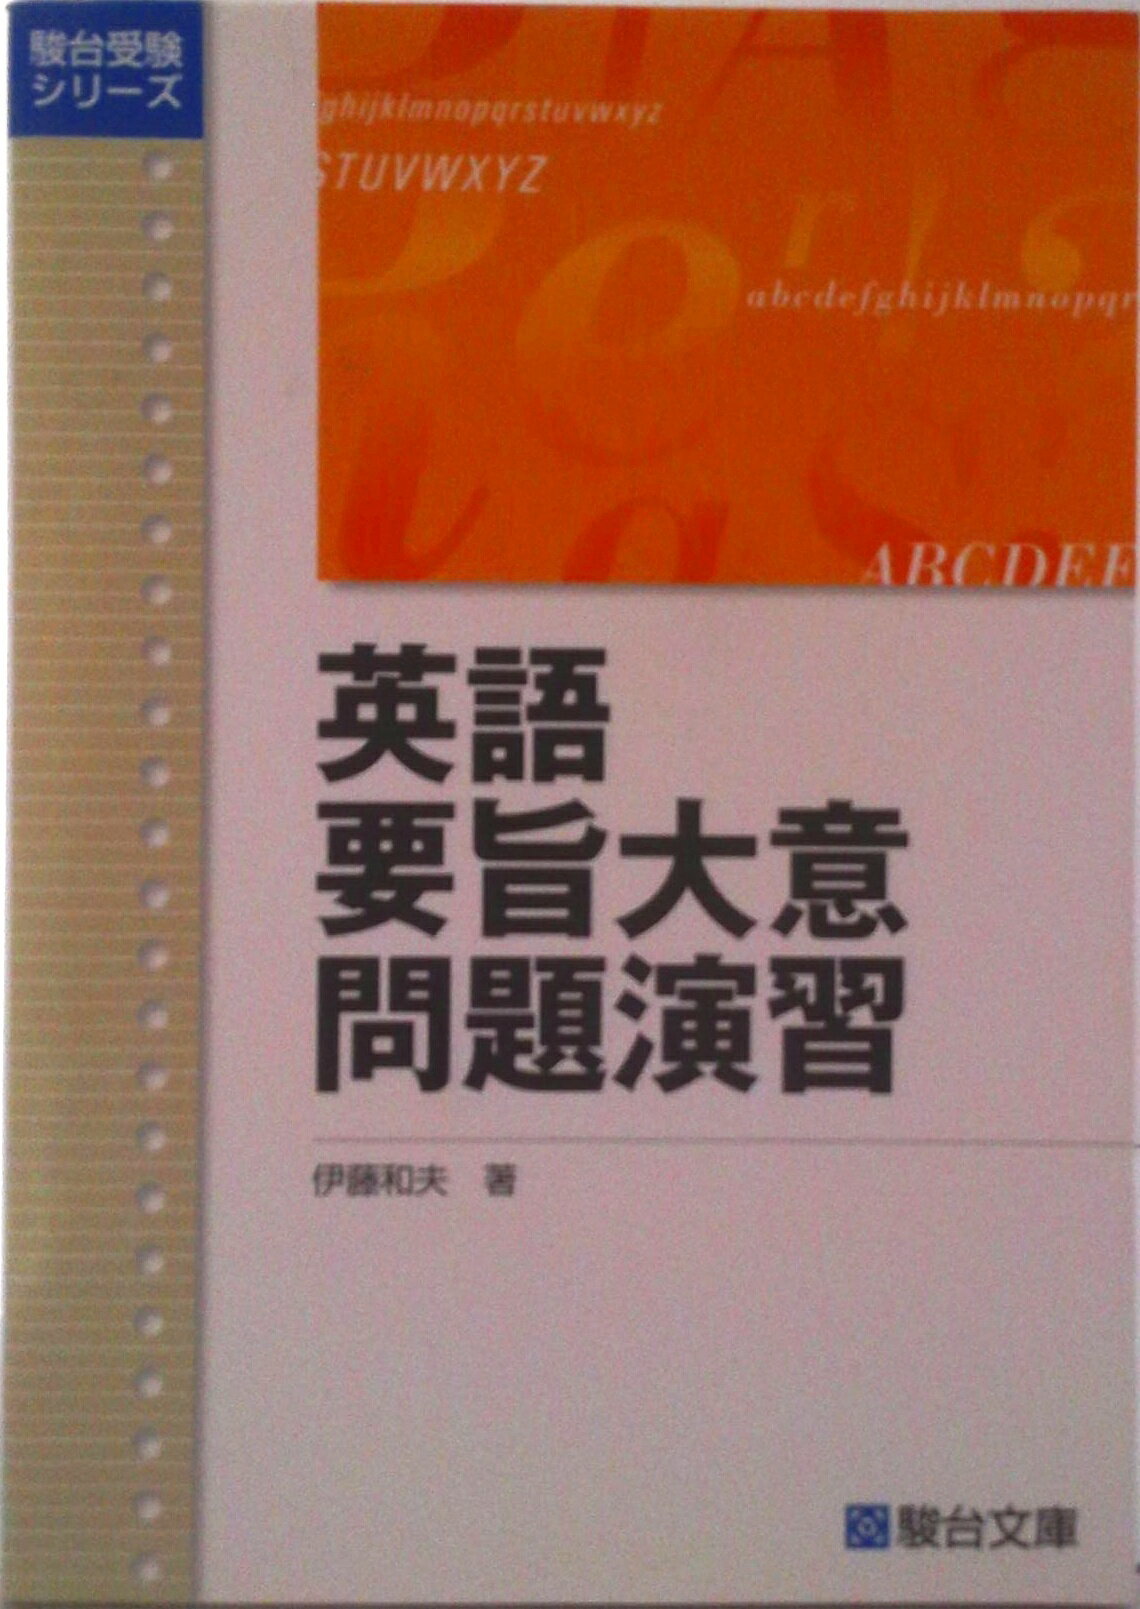 駿台受験
シリーズ
ghijklmnopqrstuvwxyz
STUVWXYZ
abcdefghijklmnopqr
ABCDEF
英語
要旨大意
問題演習
伊藤和夫 著
駿台文庫